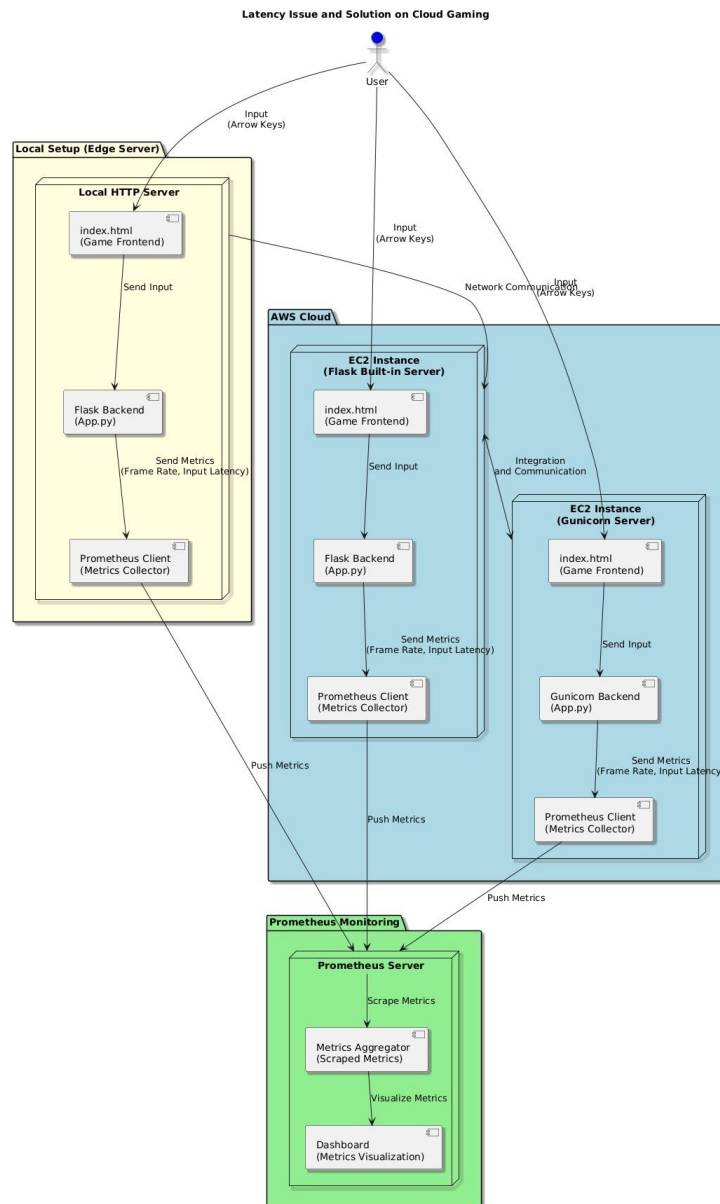 Latency Issue and Solution on Cloud Gaming
User
Input
(Arrow Keys)
Local Setup (Edge Server)
Local HTTP Server
index.html
(Game Frontend)
Send Input
Flask Backend
(App.py)
Send Metrics
(Frame Rate, Input Latency)
Prometheus Client
(Metrics Collector)
Input
(Arrow Keys)
Network Communication
Input
(Arrow Keys)
AWS Cloud
EC2 Instance
(Flask Built-in Server)
index.html
(Game Frontend)
Send Input
Flask Backend
(App.py)
Send Metrics
(Frame Rate, Input Latency)
Prometheus Client
(Metrics Collector)
Integration
and Communication
EC2 Instance
(Gunicorn Server)
index.html
(Game Frontend)
Send Input
Gunicorn Backend
(App.py)
Send Metrics
(Frame Rate, Input Latency
Prometheus Client
(Metrics Collector)
Push Metrics
Push Metrics
Push Metrics
Prometheus Monitoring
Prometheus Server
Scrape Metrics
Metrics Aggregator
(Scraped Metrics)
Visualize Metrics
Dashboard
(Metrics Visualization)